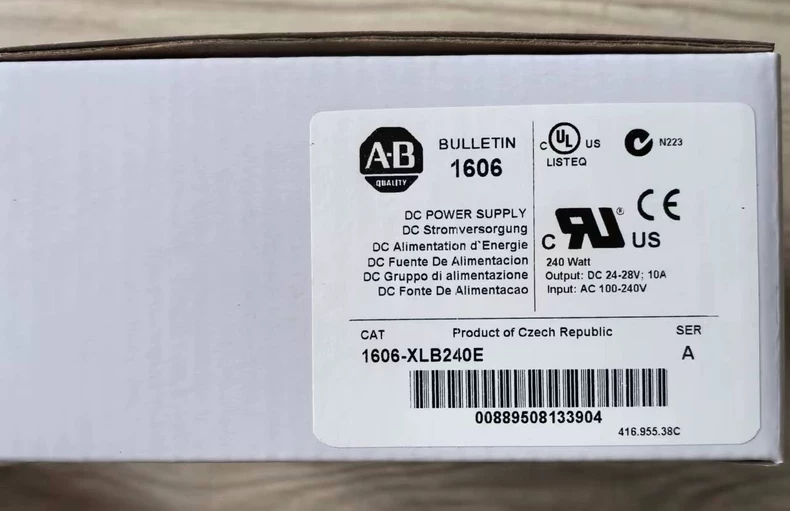 A-B
QUALITY
BULLETIN
1606
DC POWER SUPPLY
DC Stromversorgung
DC Alimentation d`Energie
DC Fuente De Alimentacion
DC Gruppo di alimentazione
DC Fonte De Alimentacao
C UL US
LISTEQ
N223
C RU ® US
CE
240 Watt
Output: DC 24-28V; 10A
Input: AC 100-240V
CAT
Product of Czech Republic
SER
1606-XLB240E
A
00889508133904
416.955.38C